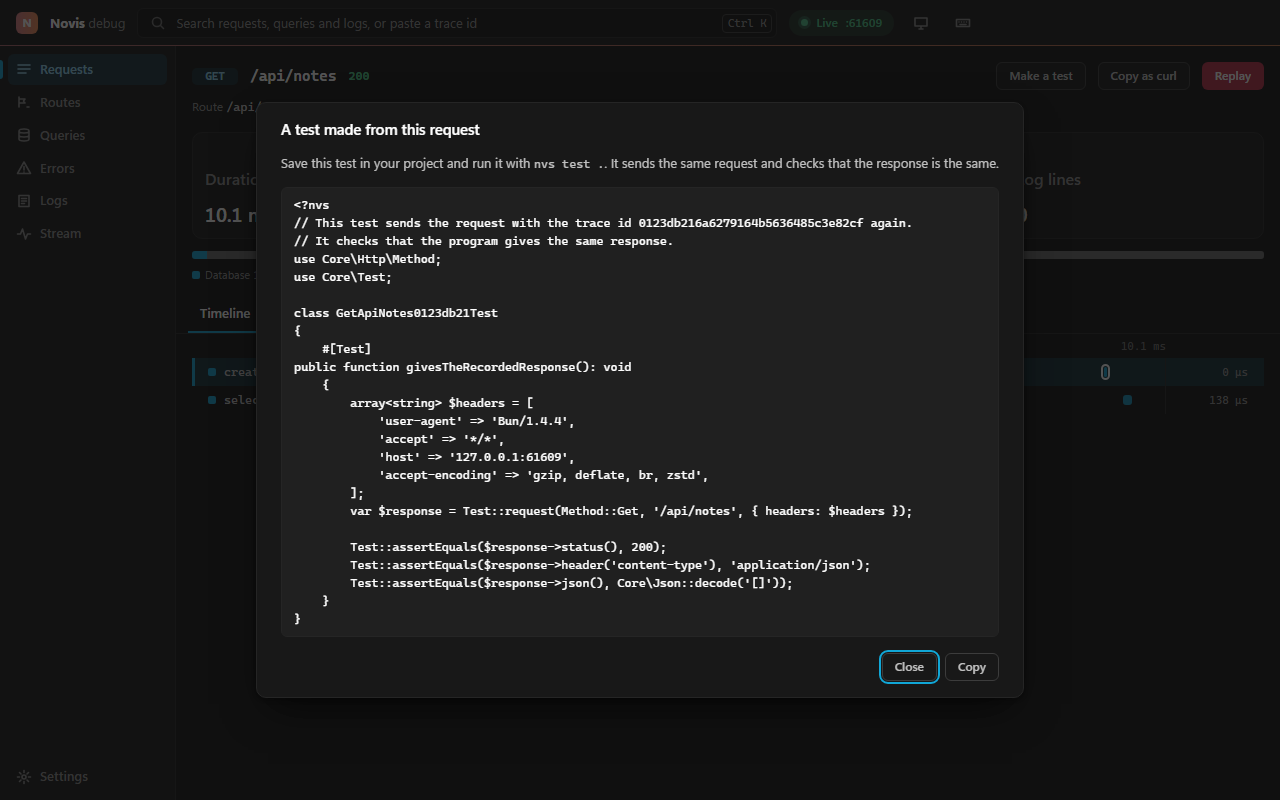 N Novis debug
Search requests, queries and logs, or paste a trace id
Ctrl K
Live :61609
Requests
Routes
Queries
Errors
Logs
Stream
Settings
GET /api/notes 200
Make a test
Copy as curl
Replay
Route /api/
Duratio
10.1 m
og lines
Database
Timeline
10.1 ms
creat
0 µs
selec
138 µs
A test made from this request
Save this test in your project and run it with nvs test .. It sends the same request and checks that the response is the same.
<?nvs
// This test sends the request with the trace id 0123db216a6279164b5636485c3e82cf again.
// It checks that the program gives the same response.
use Core\Http\Method;
use Core\Test;
class GetApiNotes0123db21Test
{
    #[Test]
public function givesTheRecordedResponse(): void
    {
        array<string> $headers = [
            'user-agent' => 'Bun/1.4.4',
            'accept' => '*/*',
            'host' => '127.0.0.1:61609',
            'accept-encoding' => 'gzip, deflate, br, zstd',
        ];
        var $response = Test::request(Method::Get, '/api/notes', { headers: $headers });
        Test::assertEquals($response->status(), 200);
        Test::assertEquals($response->header('content-type'), 'application/json');
        Test::assertEquals($response->json(), Core\Json::decode('[]'));
    }
}
Close
Copy